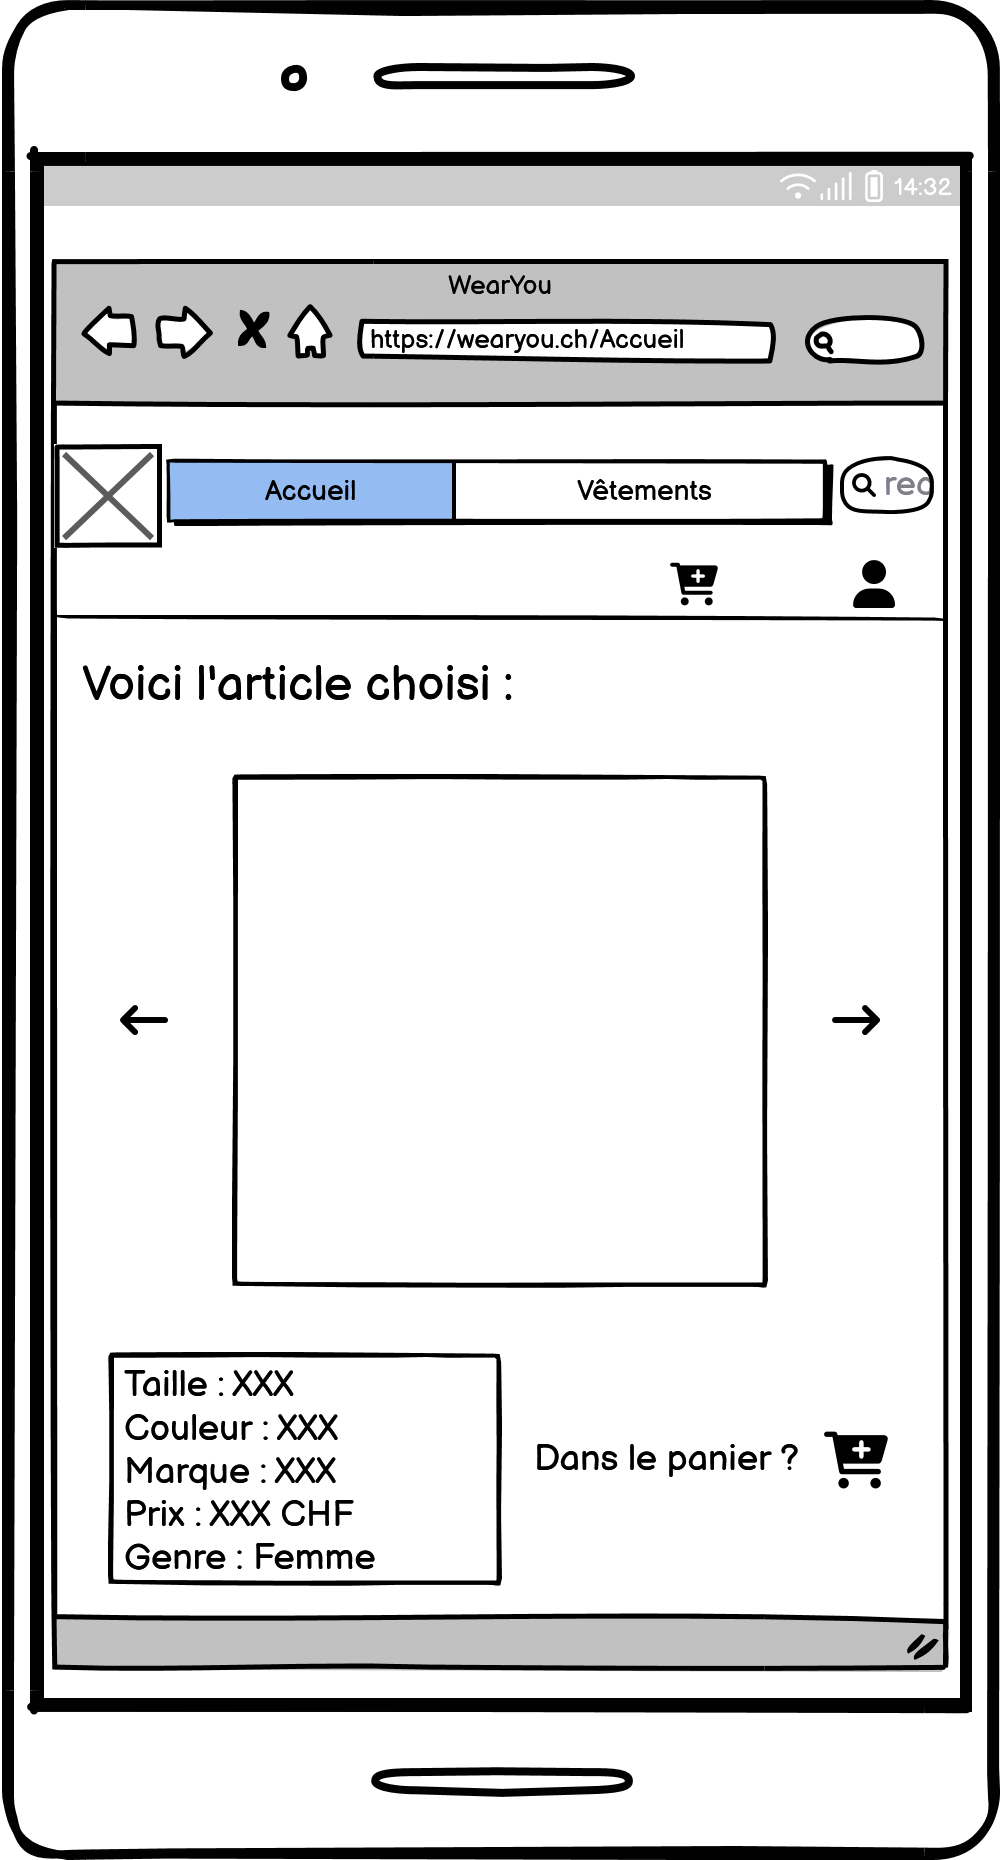 14:32
WearYou
https://wearyou.ch/Accueil
Accueil
Vêtements
rec
Voici l'article choisi :
Taille : XXX
Couleur : XXX
Marque : XXX
Prix : XXX CHF
Genre : Femme
Dans le panier ?